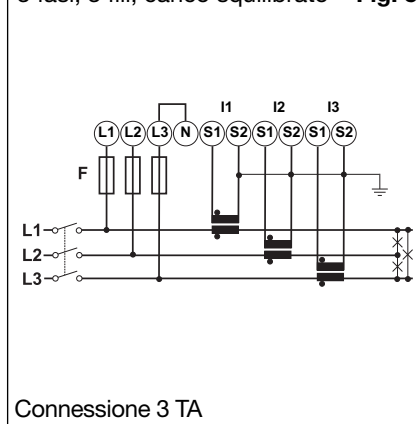 I1 I2 I3
L1 L2 L3 N S1 S2 S1 S2 S1 S2
F
L1
L2
L3
Connessione 3 TA